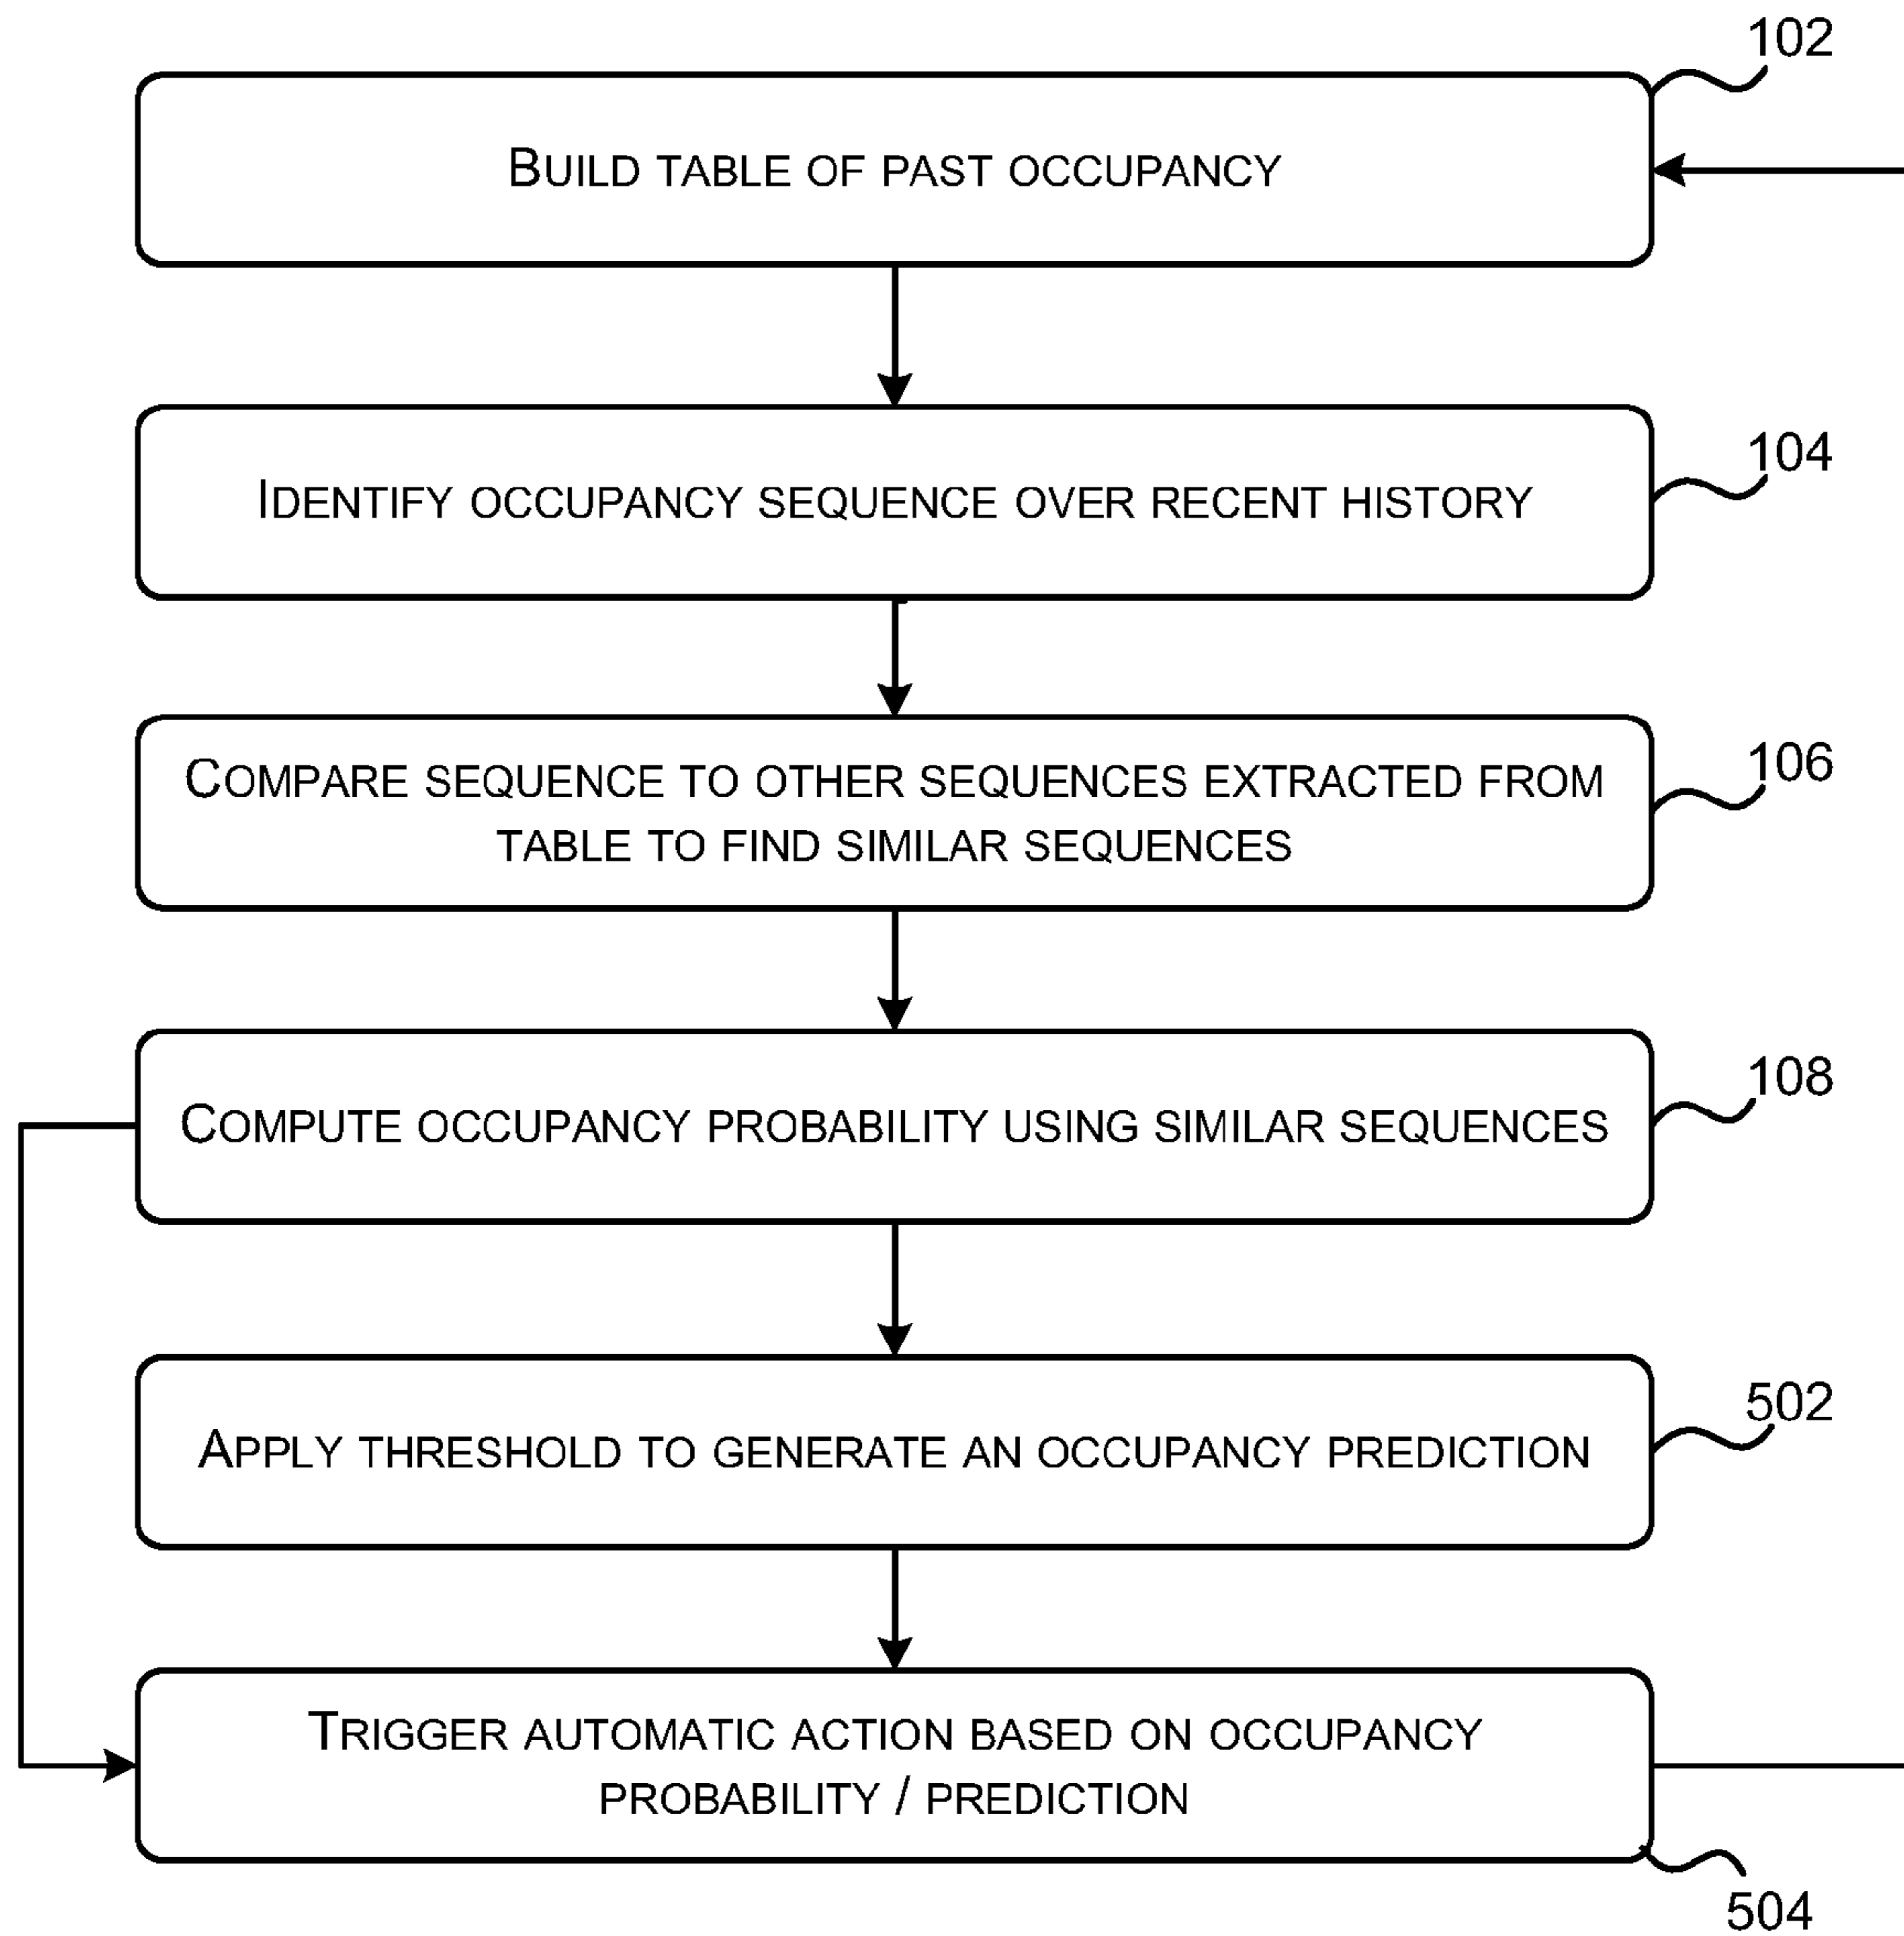 102
BUILD TABLE OF PAST OCCUPANCY
104
IDENTIFY OCCUPANCY SEQUENCE OVER RECENT HISTORY
106
COMPARE SEQUENCE TO OTHER SEQUENCES EXTRACTED FROM
TABLE TO FIND SIMILAR SEQUENCES
108
COMPUTE OCCUPANCY PROBABILITY USING SIMILAR SEQUENCES
502
APPLY THRESHOLD TO GENERATE AN OCCUPANCY PREDICTION
TRIGGER AUTOMATIC ACTION BASED ON OCCUPANCY
PROBABILITY / PREDICTION
504